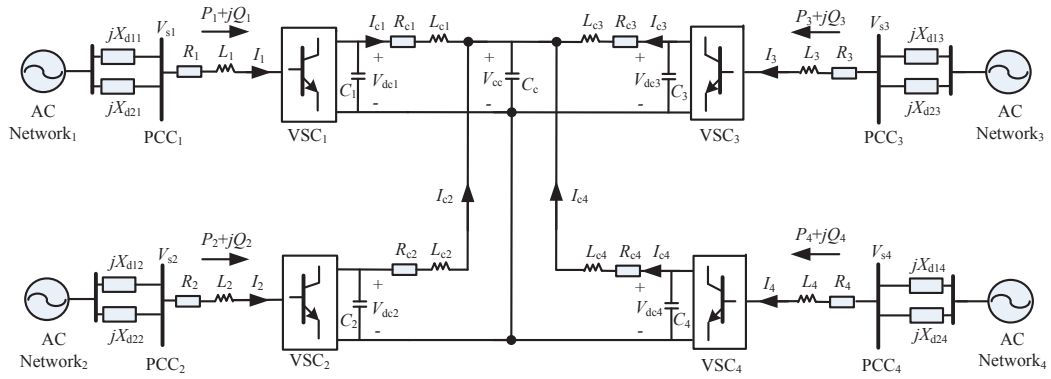 P₁+jQ₁
jXd11
Vs1
R₁
L₁
I₁
jXd21
AC
Network₁
PCC₁
VSC₁
Ic1
Rc1
Lc1
+
Vdc1
-
C₁
+
Vcc
-
Cc
Lc3
Rc3
Ic3
+
Vdc3
-
C₃
VSC₃
P₃+jQ₃
I₃
L₃
R₃
Vs3
jXd13
jXd23
PCC₃
AC
Network₃
Ic2
Ic4
P₂+jQ₂
jXd12
Vs2
R₂
L₂
I₂
jXd22
AC
Network₂
PCC₂
VSC₂
Rc2
Lc2
+
Vdc2
-
C₂
Lc4
Rc4
Ic4
+
Vdc4
-
C₄
VSC₄
P₄+jQ₄
I₄
L₄
R₄
Vs4
jXd14
jXd24
PCC₄
AC
Network₄